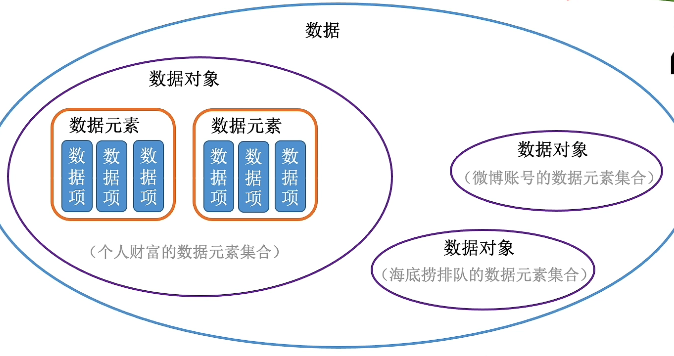 数据
数据对象
数据元素
数据项
数据项
数据项
数据元素
数据项
数据项
数据项
（个人财富的数据元素集合）
数据对象
（微博账号的数据元素集合）
数据对象
（海底捞排队的数据元素集合）